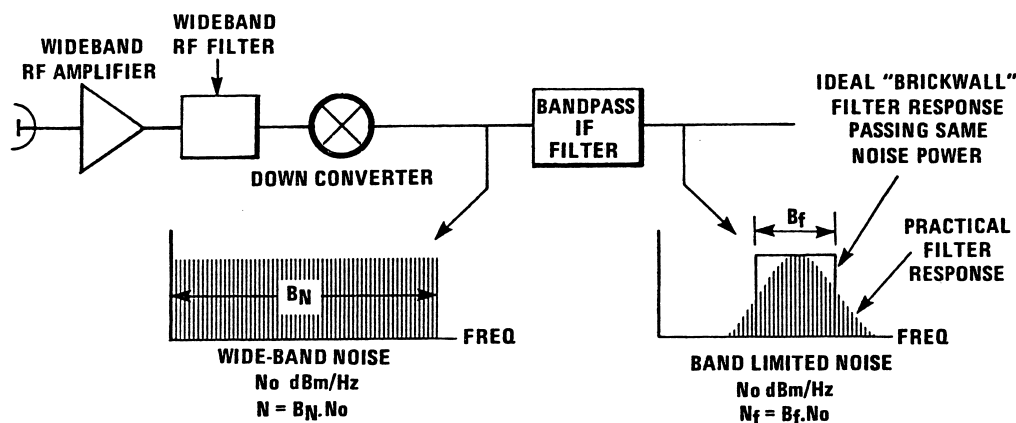 WIDEBAND
RF AMPLIFIER
WIDEBAND
RF FILTER
DOWN CONVERTER
BANDPASS
IF
FILTER
IDEAL "BRICKWALL"
FILTER RESPONSE
PASSING SAME
NOISE POWER
BN
FREQ
WIDE-BAND NOISE
No dBm/Hz
N = BN.No
Bf
PRACTICAL
FILTER
RESPONSE
FREQ
BAND LIMITED NOISE
No dBm/Hz
Nf = Bf.No